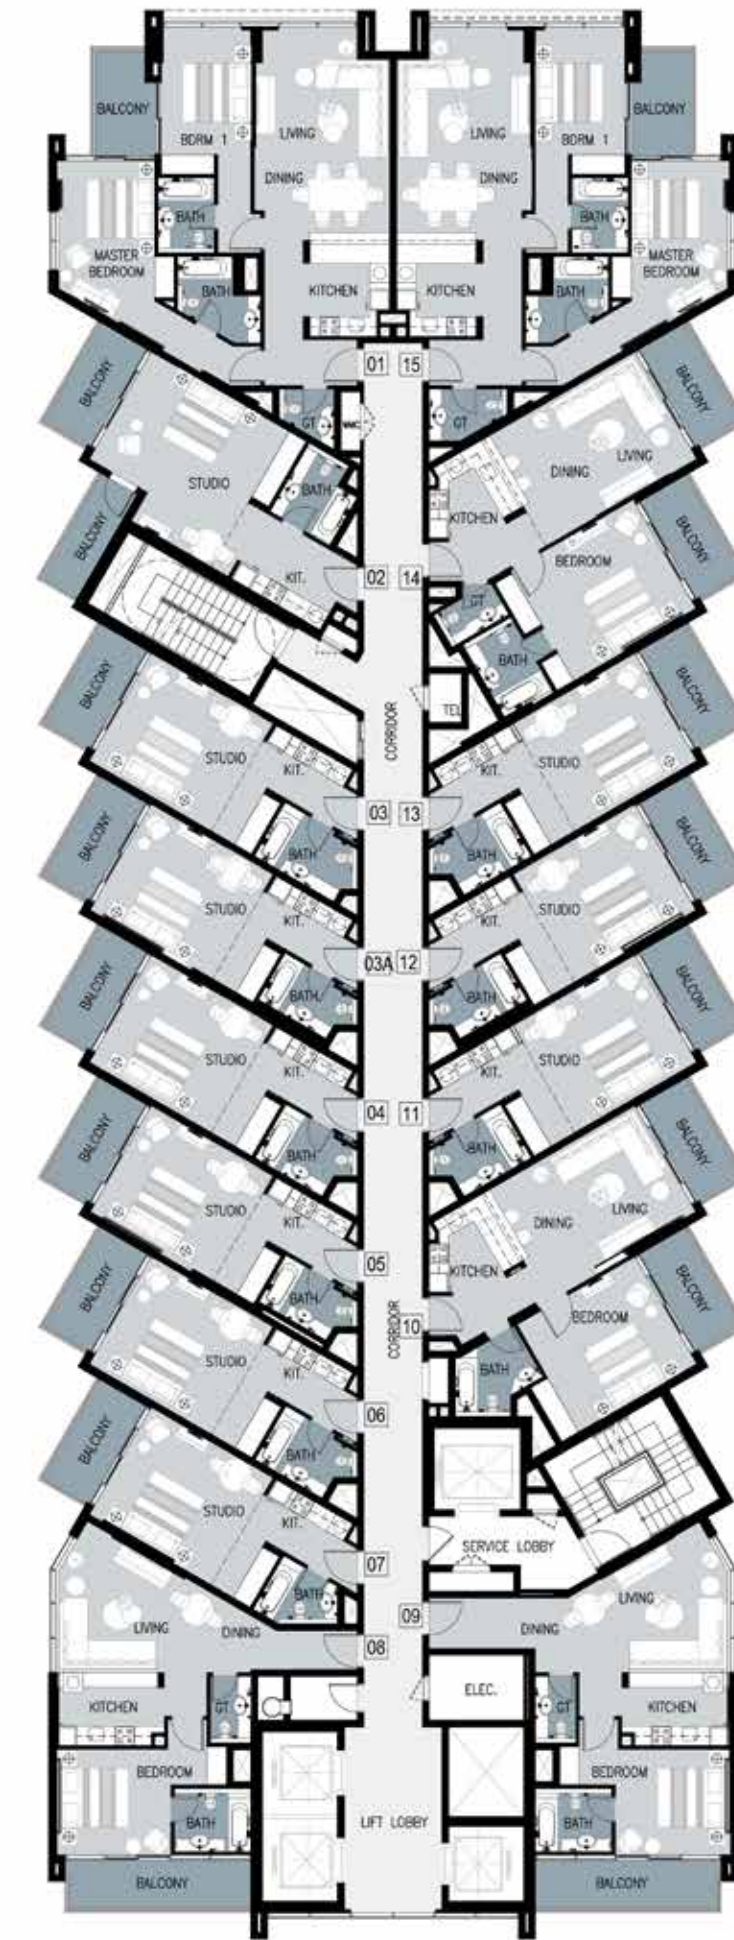 BALCONY
BDRM 1
LIVING
LIVING
BDRM 1
BALCONY
DINING
DINING
BATH
BATH
MASTER
BEDROOM
MASTER
BEDROOM
BATH
KITCHEN
KITCHEN
BATH
01
15
BALCONY
BALCONY
GT
GT
STUDIO
BATH
DINING
LIVING
KITCHEN
BALCONY
BALCONY
KIT.
02
14
BEDROOM
GT
BATH
BALCONY
BALCONY
TEL
CORRIDOR
STUDIO
KIT.
KIT.
STUDIO
03
13
BALCONY
BATH
BATH
BALCONY
STUDIO
KIT.
KIT.
STUDIO
03A
12
BALCONY
BATH
BATH
BALCONY
STUDIO
KIT.
KIT.
STUDIO
04
11
BALCONY
BATH
BATH
BALCONY
STUDIO
KIT.
DINING
LIVING
05
KITCHEN
BALCONY
BATH
CORRIDOR
10
BEDROOM
BALCONY
STUDIO
KIT.
BATH
06
BALCONY
BATH
STUDIO
KIT.
SERVICE LOBBY
07
BATH
LIVING
DINING
09
DINING
LIVING
08
KITCHEN
GT
ELEC.
GT
KITCHEN
BEDROOM
BEDROOM
BATH
LIFT LOBBY
BATH
BALCONY
BALCONY